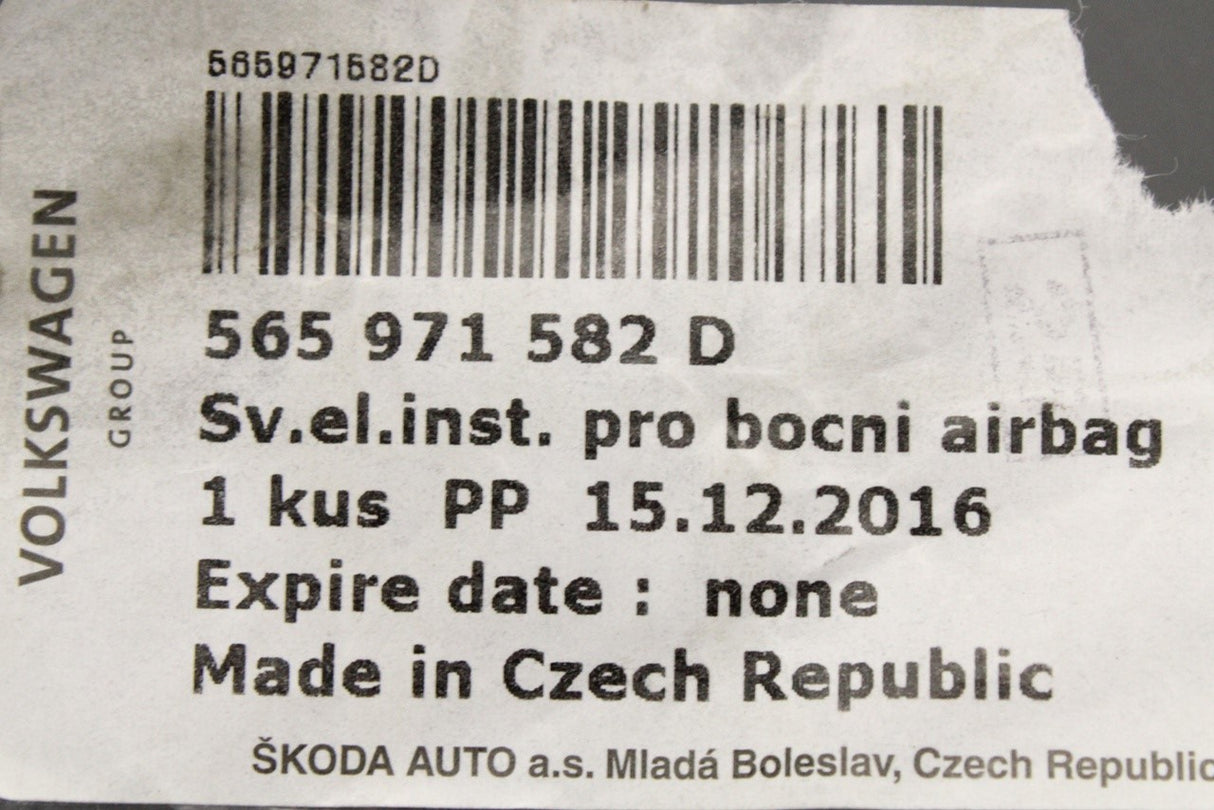 565971582D
565 971 582 D
Sv.el.inst. pro bocni airbag
1 kus PP 15.12.2016
Expire date : none
Made in Czech Republic
ŠKODA AUTO a.s. Mladá Boleslav, Czech Republic
VOLKSWAGEN
GROUP